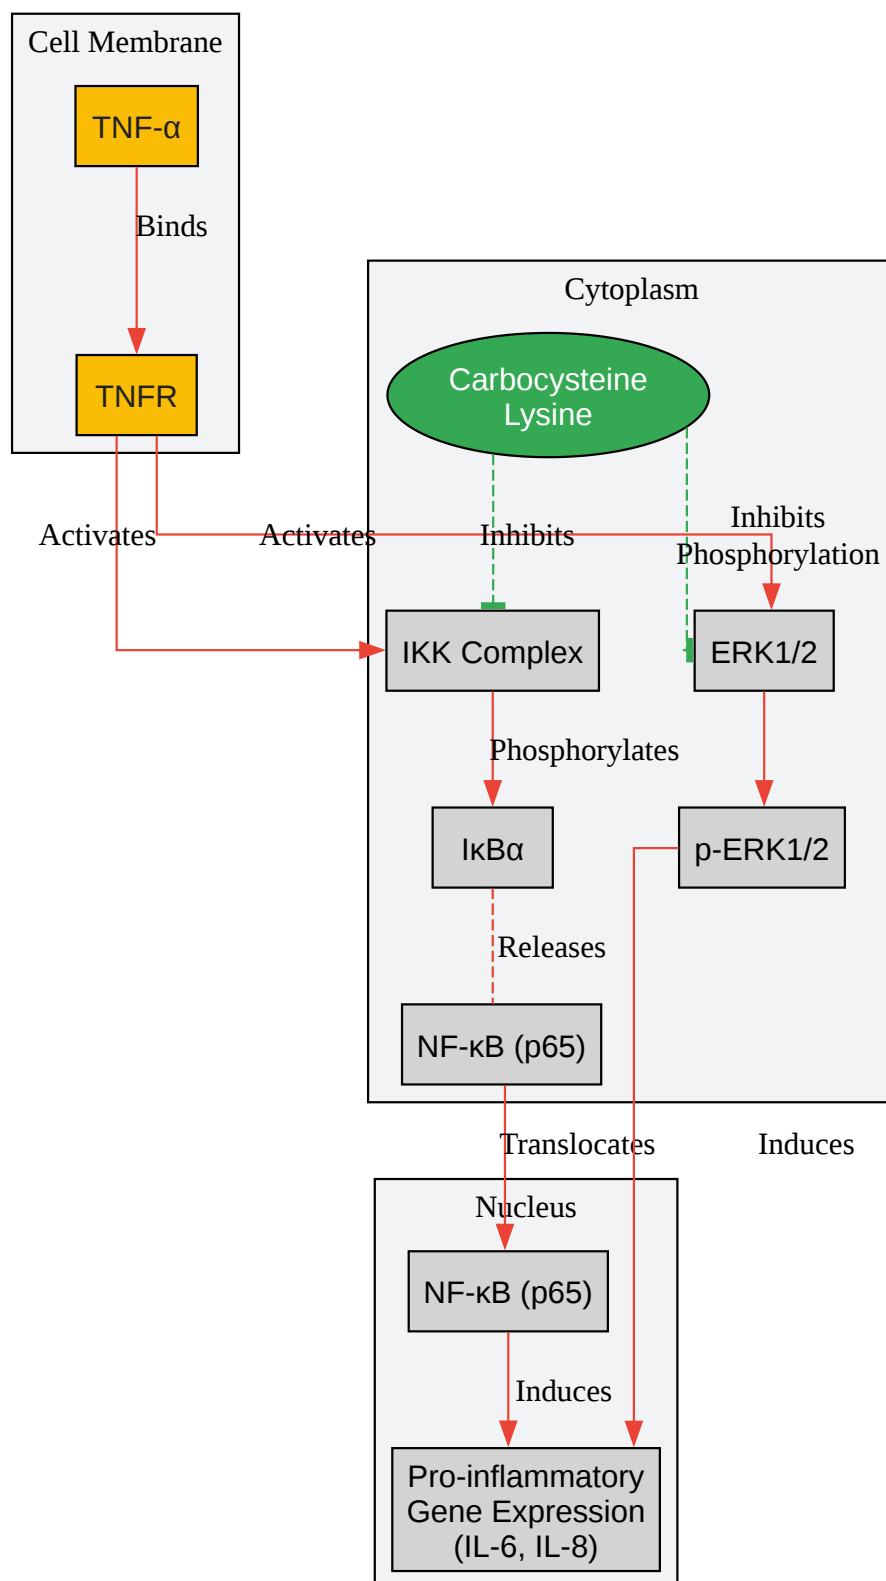 Cell Membrane
TNF-α
Binds
TNFR
Cytoplasm
Carbocysteine
Lysine
Activates
Activates
Inhibits
Inhibits
Phosphorylation
IKK Complex
ERK1/2
Phosphorylates
IκBα
p-ERK1/2
Releases
NF-κB (p65)
Translocates
Induces
Nucleus
NF-κB (p65)
Induces
Pro-inflammatory
Gene Expression
(IL-6, IL-8)